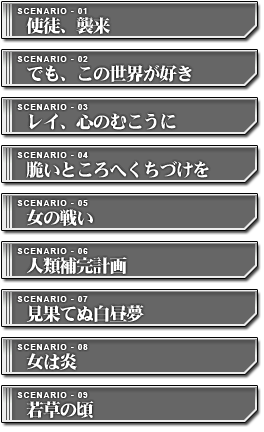 SCENARIO - 01
使徒、襲来
SCENARIO - 02
でも、この世界が好き
SCENARIO - 03
レイ、心のむこうに
SCENARIO - 04
脆いところへくちづけを
SCENARIO - 05
女の戦い
SCENARIO - 06
人類補完計画
SCENARIO - 07
見果てぬ白昼夢
SCENARIO - 08
女は炎
SCENARIO - 09
若草の頃